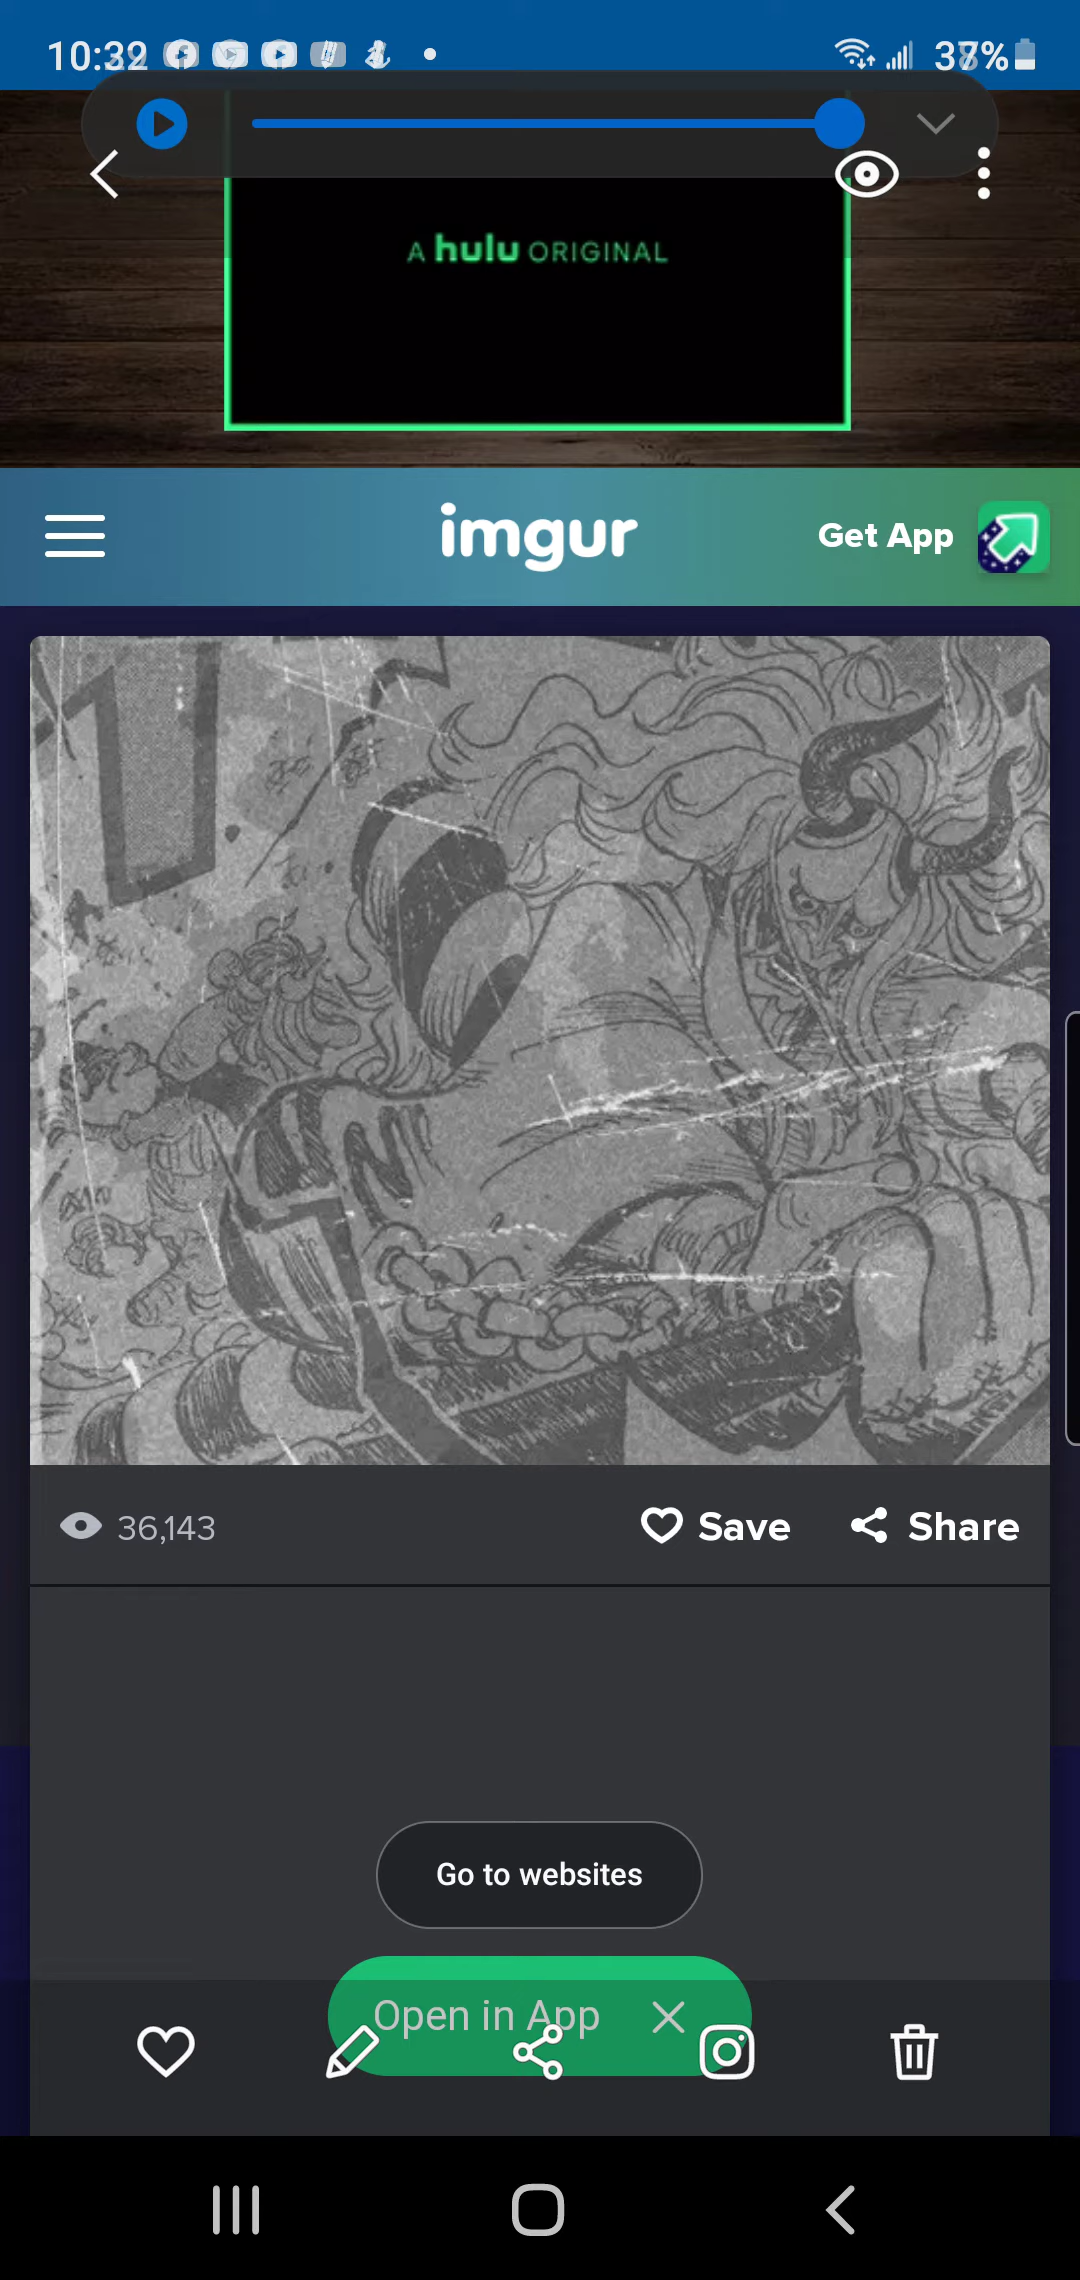 10:32
37%
A hulu ORIGINAL
imgur
Get App
36,143
Save
Share
Go to websites
Open in App